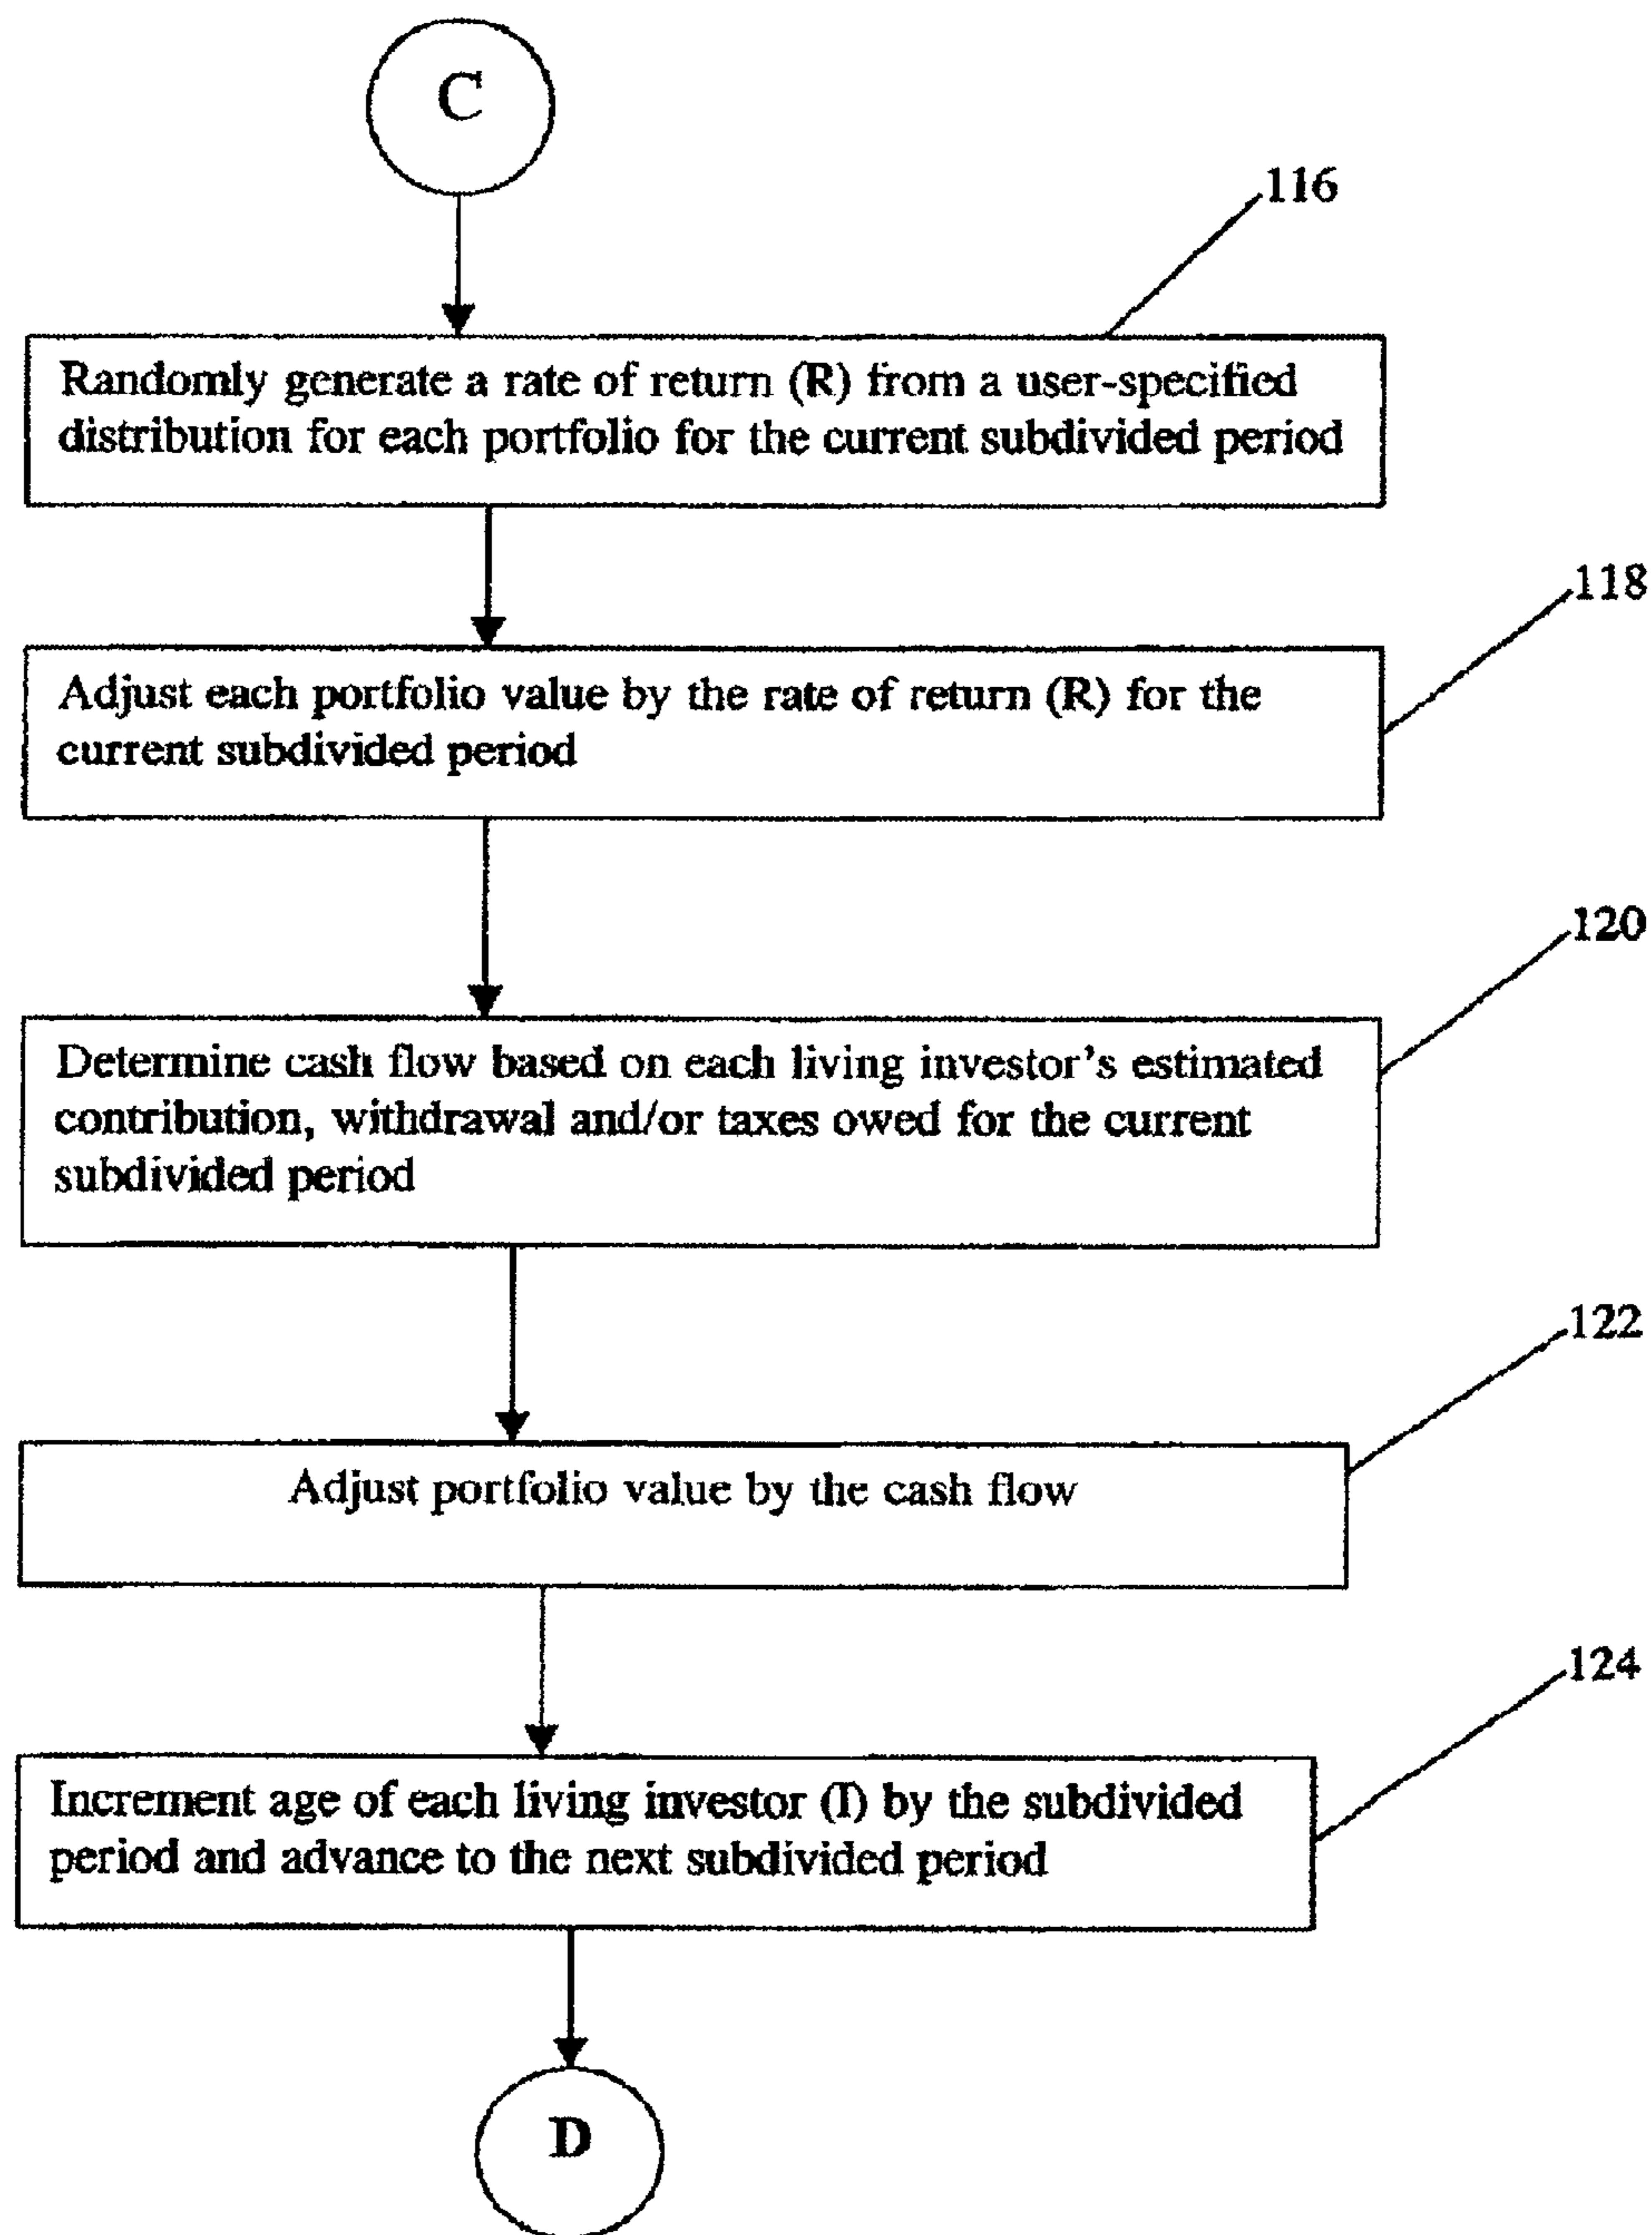 C
116
Randomly generate a rate of return (R) from a user-specified
distribution for each portfolio for the current subdivided period
118
Adjust each portfolio value by the rate of return (R) for the
current subdivided period
120
Determine cash flow based on each living investor's estimated
contribution, withdrawal and/or taxes owed for the current
subdivided period
122
Adjust portfolio value by the cash flow
124
Increment age of each living investor (I) by the subdivided
period and advance to the next subdivided period
D